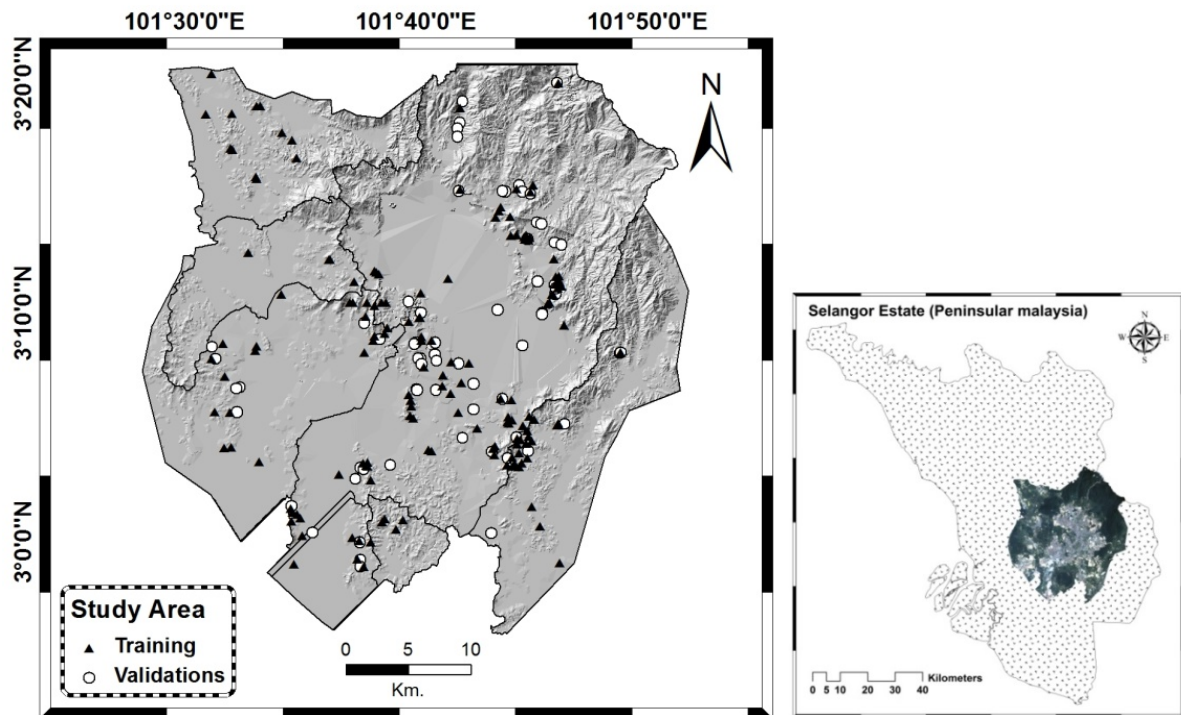 101°30'0"E 101°40'0"E 101°50'0"E
3°20'0"N
3°10'0"N
3°0'0"N
N
Study Area
Training
Validations
0 5 10
Km.
Selangor Estate (Peninsular malaysia)
N
W E
S
Kilometers
0 5 10 20 30 40